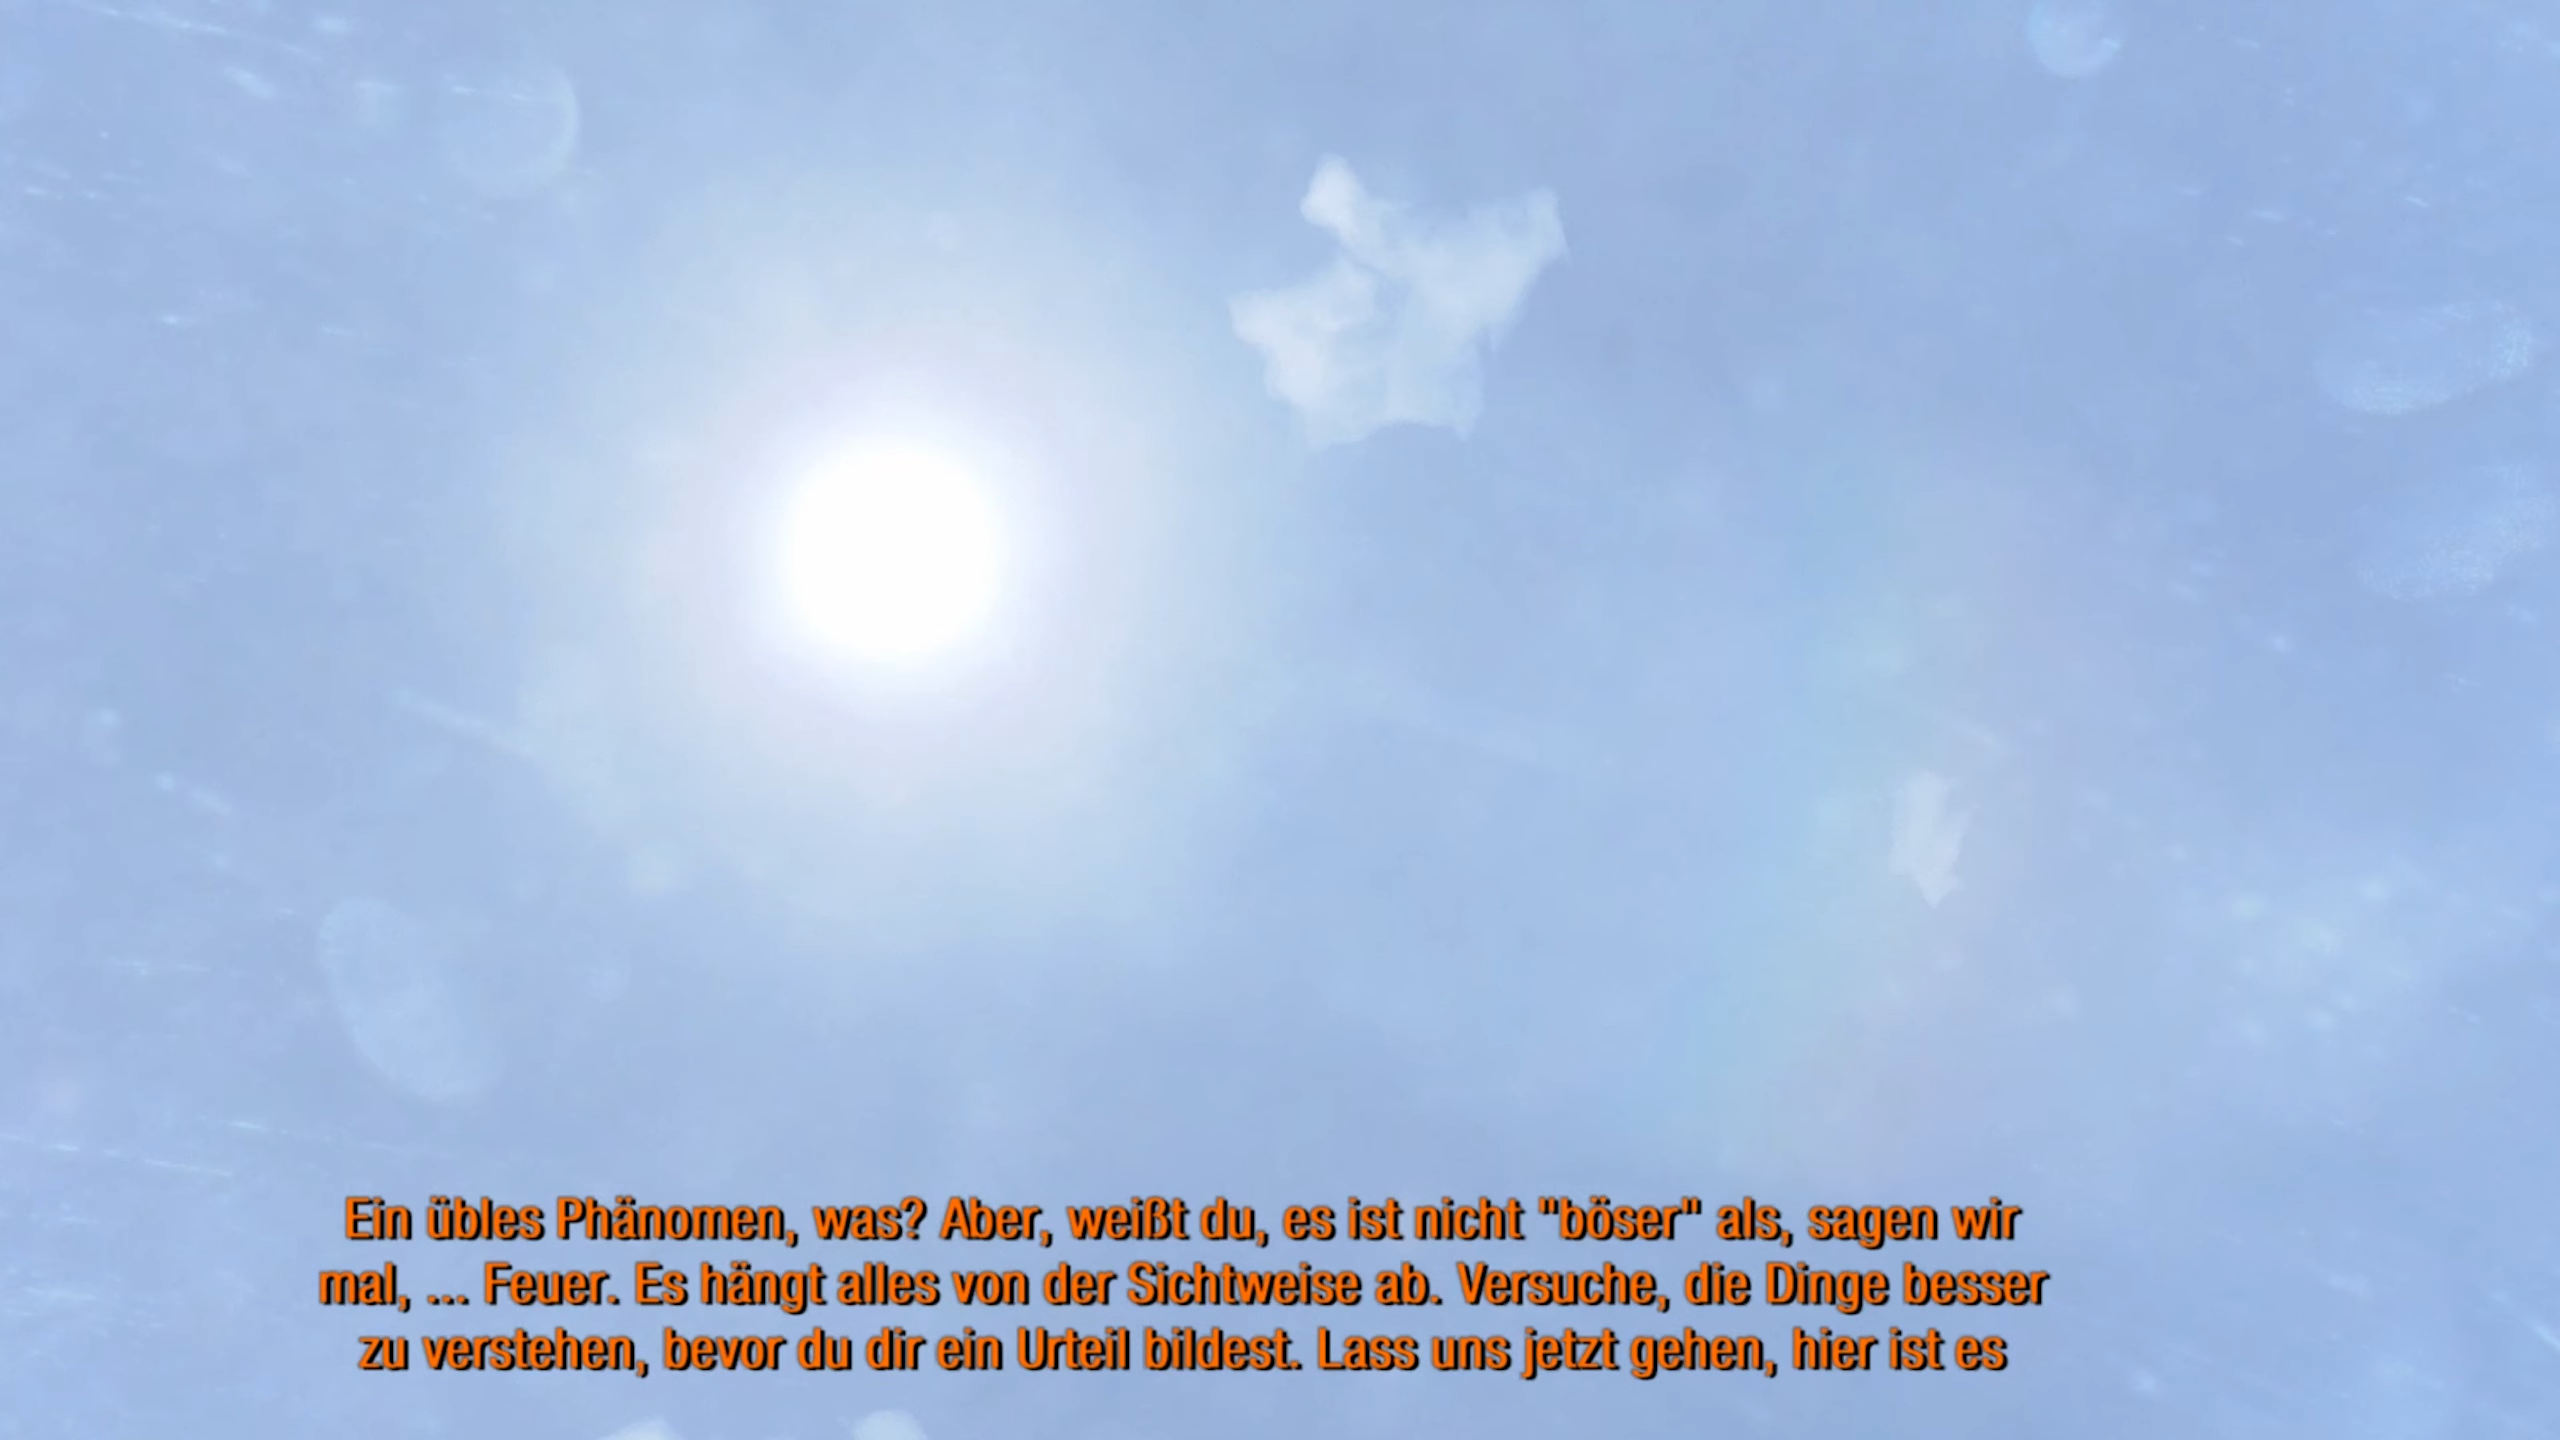 Ein übles Phänomen, was? Aber, weißt du, es ist nicht "böser" als, sagen wir
mal, ... Feuer. Es hängt alles von der Sichtweise ab. Versuche, die Dinge besser
zu verstehen, bevor du dir ein Urteil bildest. Lass uns jetzt gehen, hier ist es